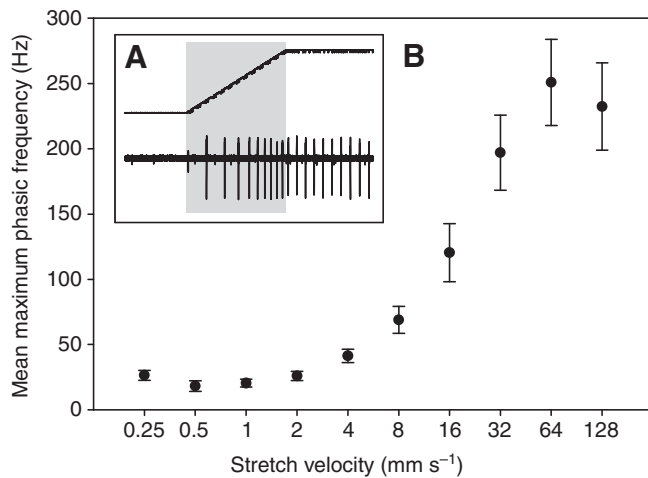 Mean maximum phasic frequency (Hz)
300
250
200
150
100
50
0
A
B
0.25 0.5 1 2 4 8 16 32 64 128
Stretch velocity (mm s⁻¹)